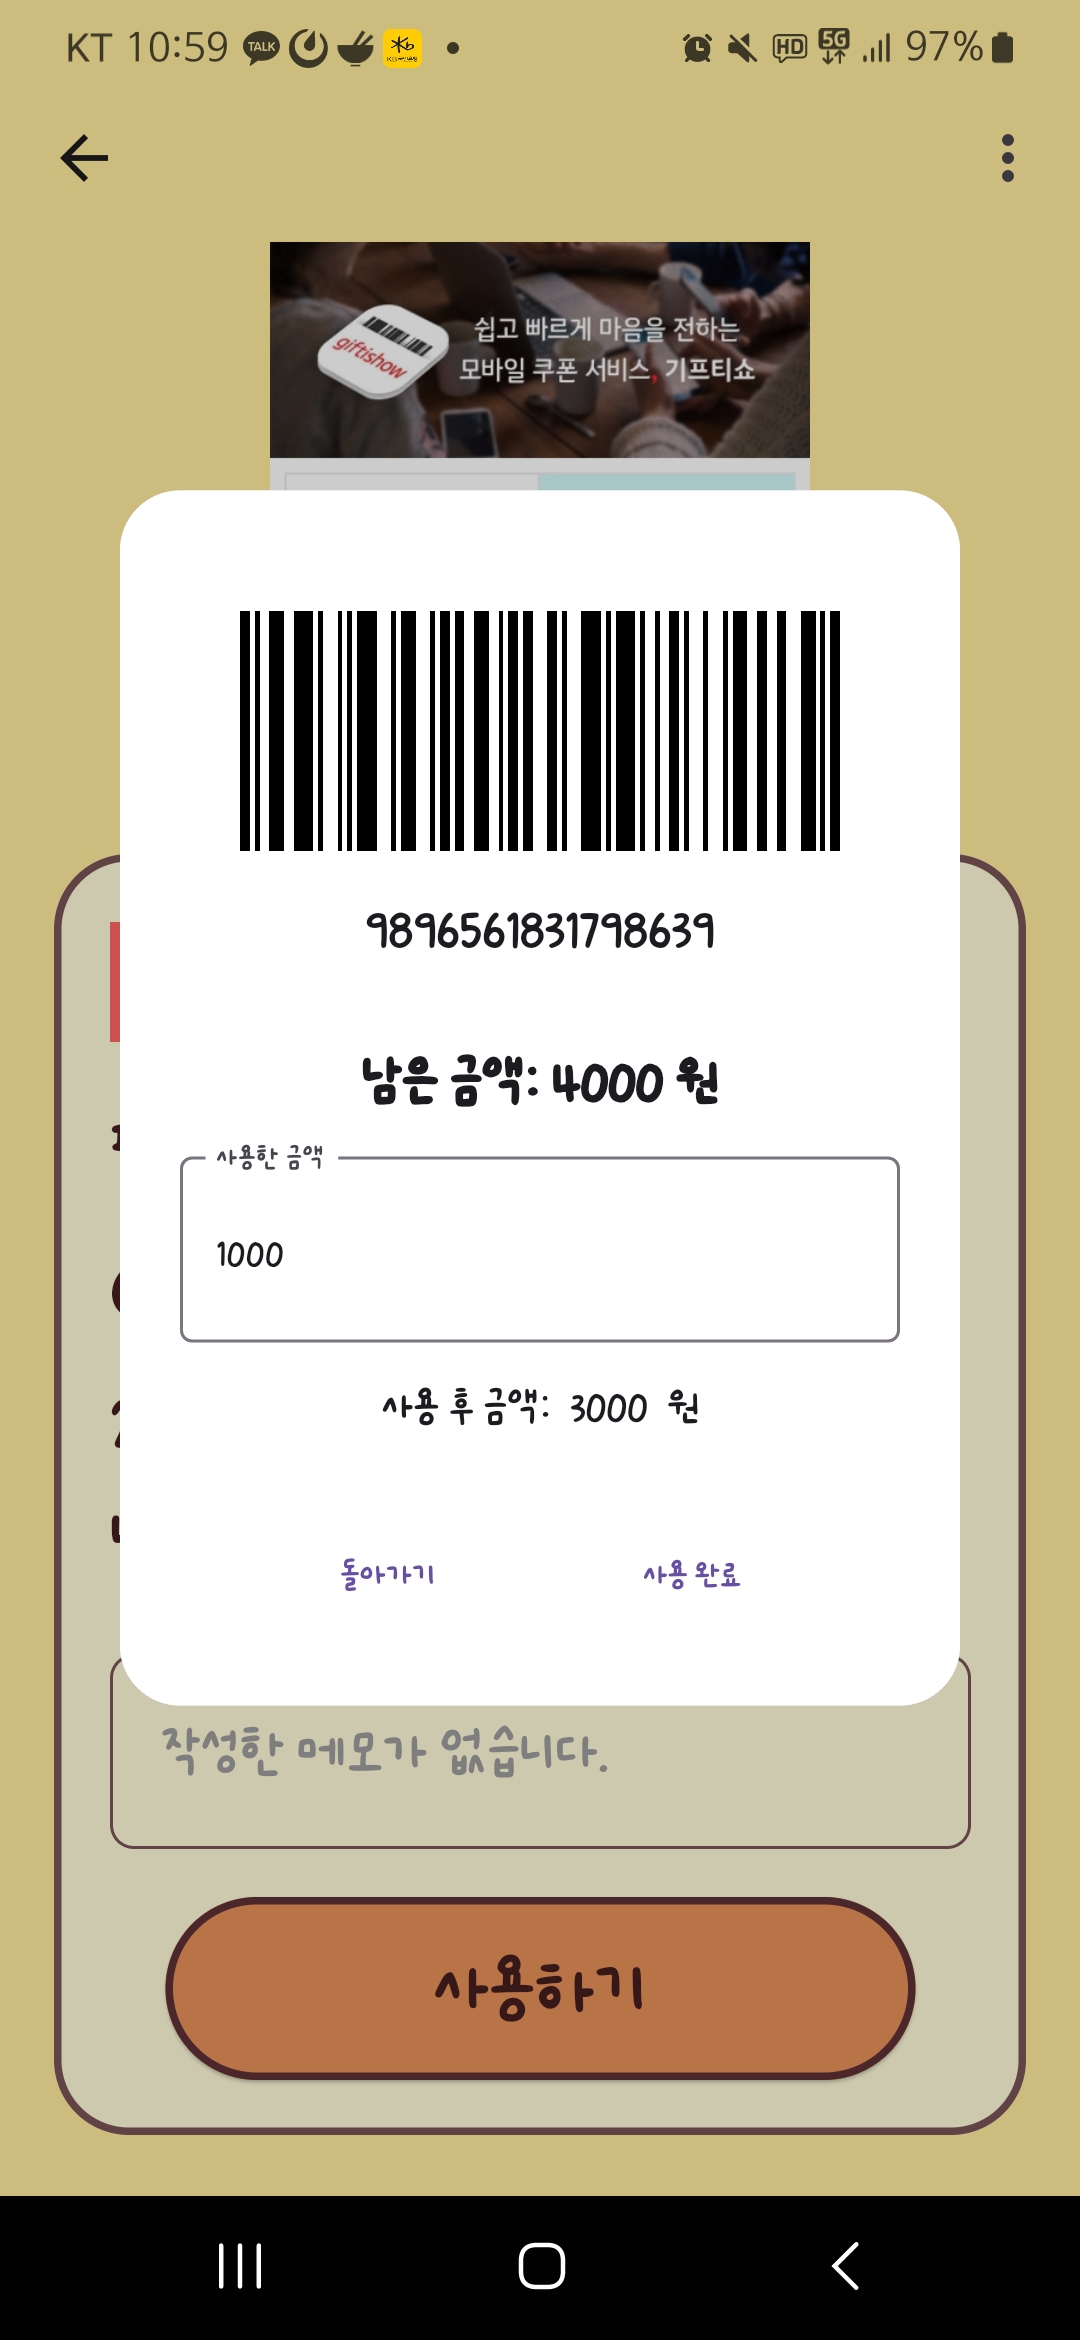 KT 10:59 TALK
HD 5G 97%
giftishow
쉽고 빠르게 마음을 전하는
모바일 쿠폰 서비스, 기프티쇼
9896561831798639
남은 금액: 4000 원
사용한 금액
1000
사용 후 금액: 3000 원
돌아가기 사용 완료
작성한 메모가 없습니다.
사용하기